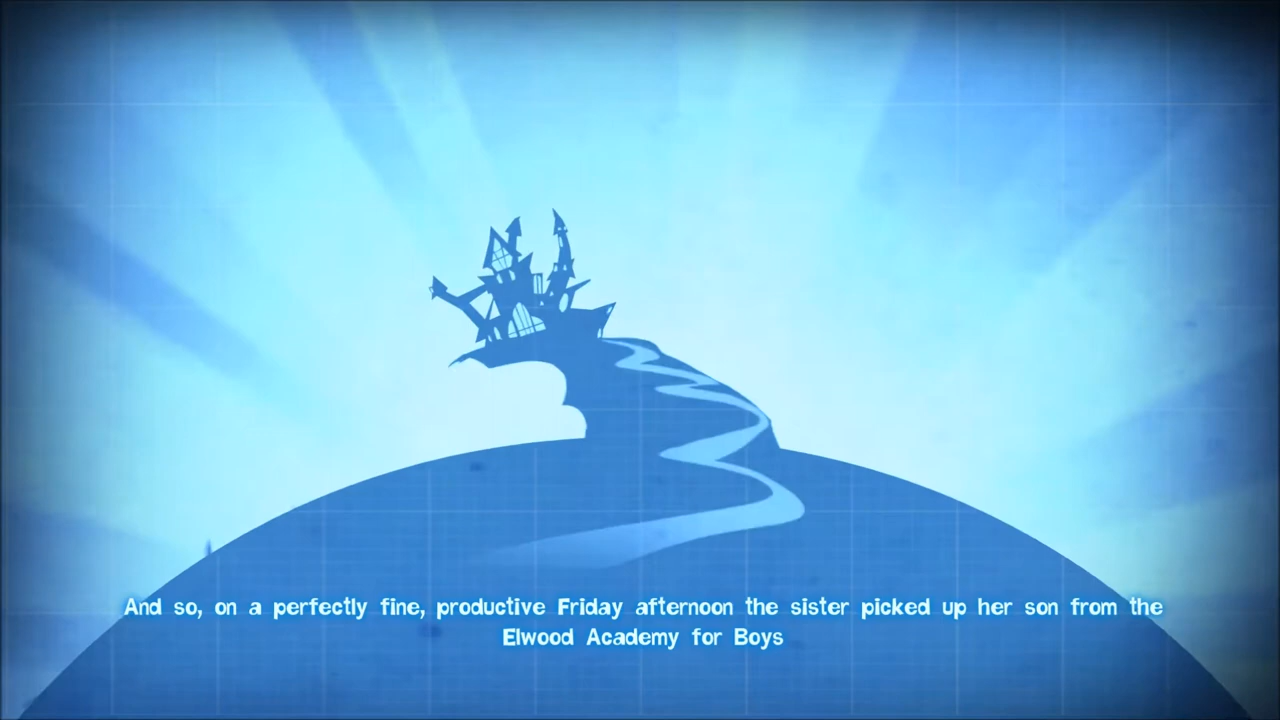 And so, on a perfectly fine, productive Friday afternoon the sister picked up her son from the
Elwood Academy for Boys